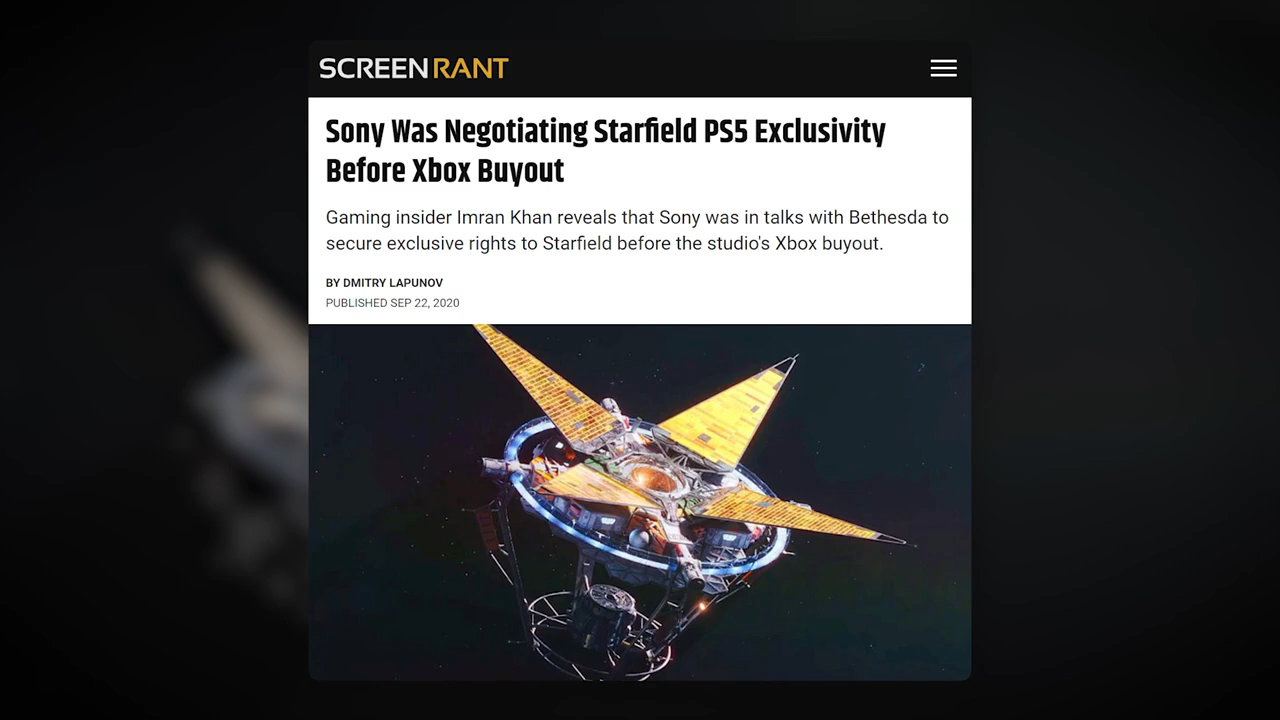 SCREENRANT
Sony Was Negotiating Starfield PS5 Exclusivity
Before Xbox Buyout
Gaming insider Imran Khan reveals that Sony was in talks with Bethesda to
secure exclusive rights to Starfield before the studio's Xbox buyout.
BY DMITRY LAPUNOV
PUBLISHED SEP 22, 2020